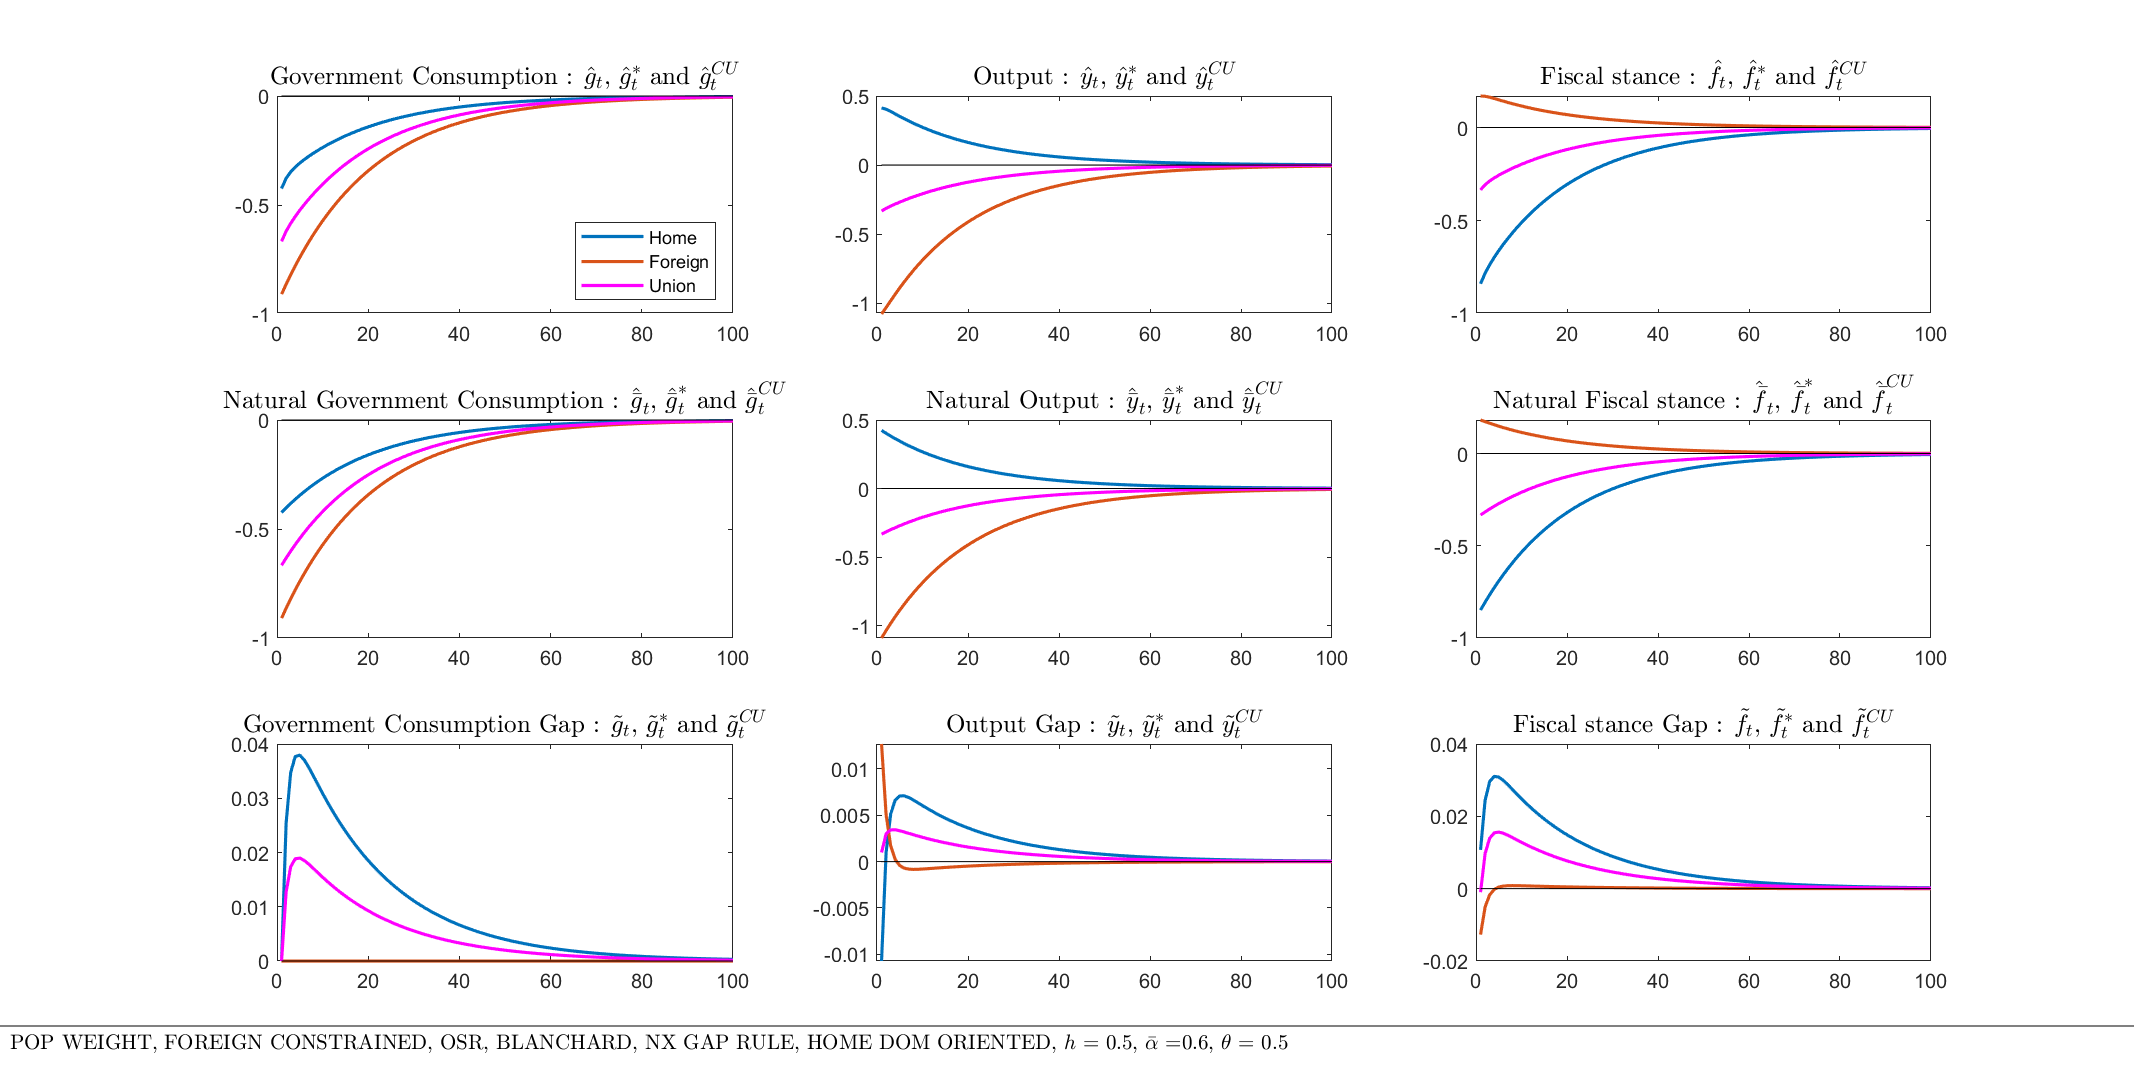 Government Consumption : ĝₜ, ĝₜ* and ĝₜᶜᵁ
0
-0.5
-1
0 20 40 60 80 100
Home
Foreign
Union
Output : ŷₜ, ŷₜ* and ŷₜᶜᵁ
0.5
0
-0.5
-1
0 20 40 60 80 100
Fiscal stance : f̂ₜ, f̂ₜ* and f̂ₜᶜᵁ
0
-0.5
-1
0 20 40 60 80 100
Natural Government Consumption : ḡ̂ₜ, ḡ̂ₜ* and ḡ̂ₜᶜᵁ
0
-0.5
-1
0 20 40 60 80 100
Natural Output : ȳ̂ₜ, ȳ̂ₜ* and ȳ̂ₜᶜᵁ
0.5
0
-0.5
-1
0 20 40 60 80 100
Natural Fiscal stance : f̄̂ₜ, f̄̂ₜ* and f̄̂ₜᶜᵁ
0
-0.5
-1
0 20 40 60 80 100
Government Consumption Gap : g̃ₜ, g̃ₜ* and g̃ₜᶜᵁ
0.04
0.03
0.02
0.01
0
0 20 40 60 80 100
Output Gap : ỹₜ, ỹₜ* and ỹₜᶜᵁ
0.01
0.005
0
-0.005
-0.01
0 20 40 60 80 100
Fiscal stance Gap : f̃ₜ, f̃ₜ* and f̃ₜᶜᵁ
0.04
0.02
0
-0.02
0 20 40 60 80 100
POP WEIGHT, FOREIGN CONSTRAINED, OSR, BLANCHARD, NX GAP RULE, HOME DOM ORIENTED, h = 0.5, ᾱ =0.6, θ = 0.5